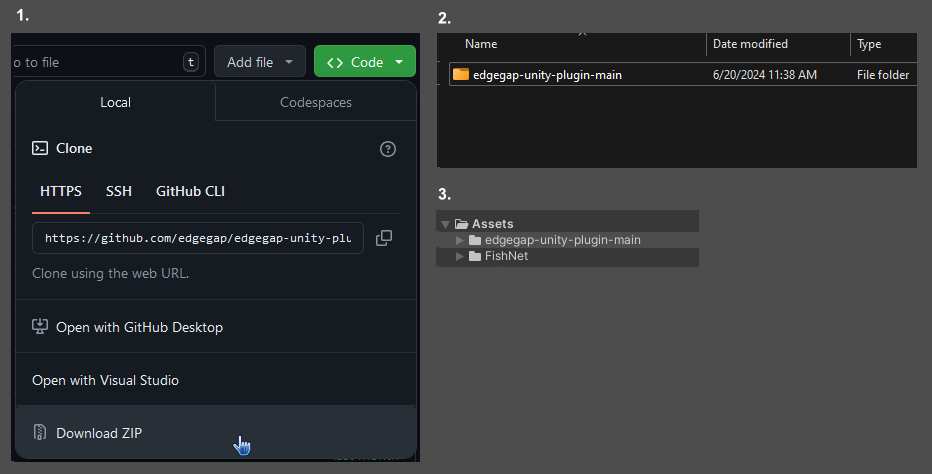 1.
o to file
t
Add file
Code
Local
Codespaces
Clone
?
HTTPS
SSH
GitHub CLI
https://github.com/edgegap/edgegap-unity-plu
Clone using the web URL.
Open with GitHub Desktop
Open with Visual Studio
Download ZIP
2.
Name
Date modified
Type
edgegap-unity-plugin-main
6/20/2024 11:38 AM
File folder
3.
Assets
edgegap-unity-plugin-main
FishNet